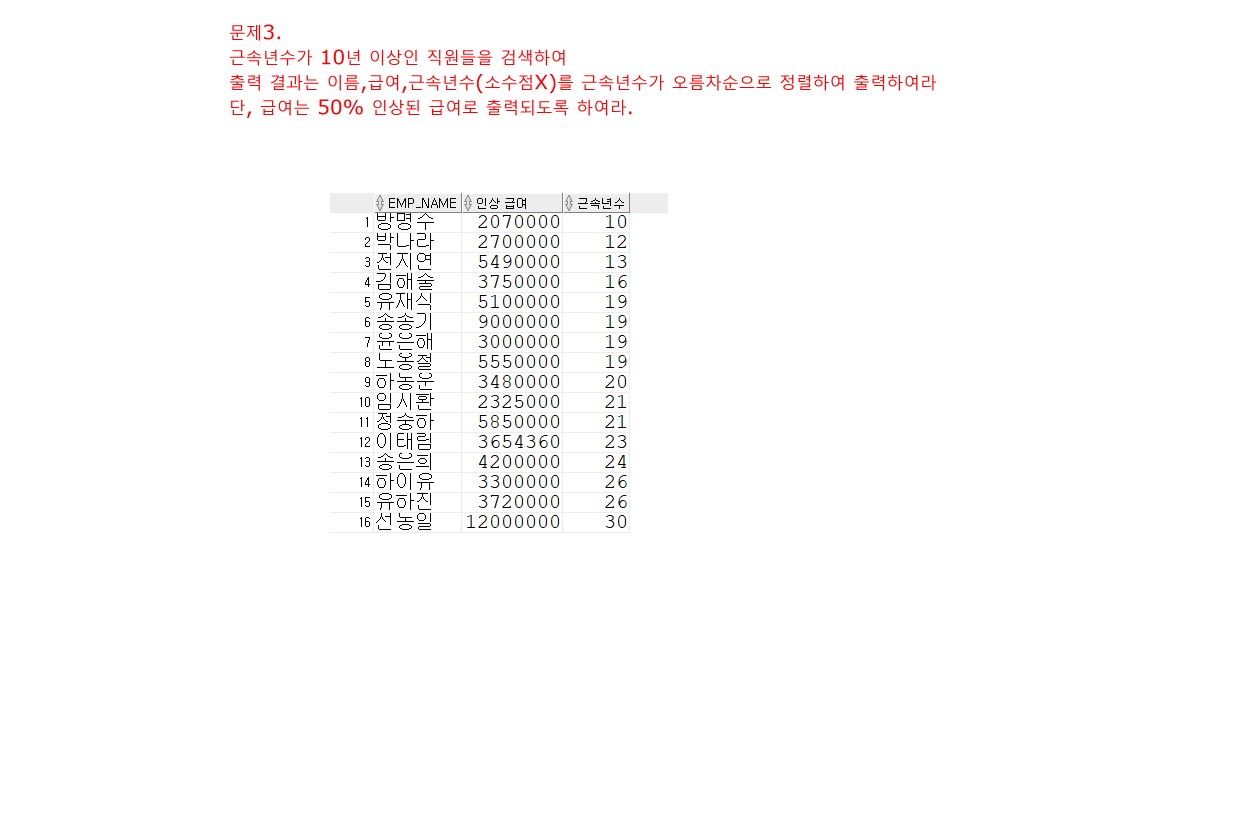 문제3.
근속년수가 10년 이상인 직원들을 검색하여
출력 결과는 이름,급여,근속년수(소수점X)를 근속년수가 오름차순으로 정렬하여 출력하여라
단, 급여는 50% 인상된 급여로 출력되도록 하여라.
EMP_NAME 인상 급여 근속년수
1 방명수 2070000 10
2 박나라 2700000 12
3 전지연 5490000 13
4 김해술 3750000 16
5 유재식 5100000 19
6 송송기 9000000 19
7 윤은해 3000000 19
8 노옹철 5550000 19
9 하동운 3480000 20
10 임시환 2325000 21
11 정중하 5850000 21
12 이태림 3654360 23
13 송은희 4200000 24
14 하이유 3300000 26
15 유하진 3720000 26
16 선동일 12000000 30